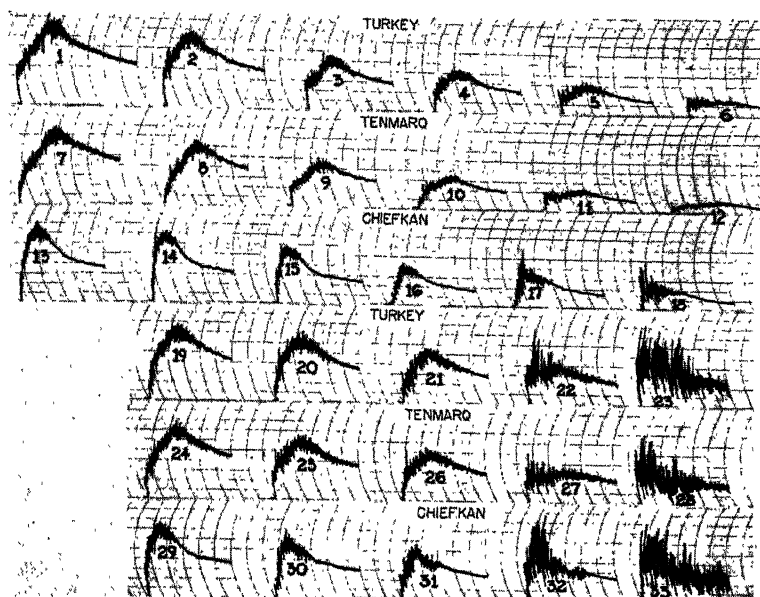 TURKEY
1 2 3 4 5 6
TENMARQ
7 8 9 10 11 12
CHIEFKAN
13 14 15 16 17 18
TURKEY
19 20 21 22 23
TENMARQ
24 25 26 27 28
CHIEFKAN
29 30 31 32 33